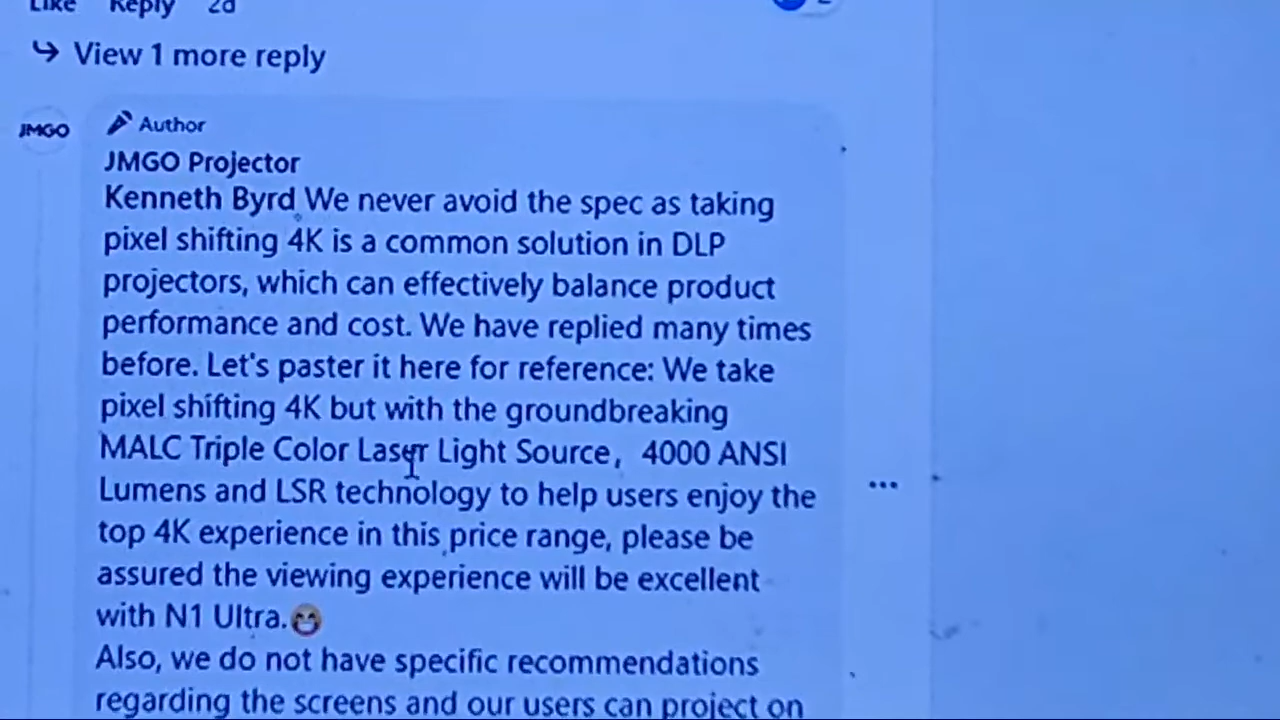 Like Reply 2d
View 1 more reply
JMGO
Author
JMGO Projector
Kenneth Byrd We never avoid the spec as taking
pixel shifting 4K is a common solution in DLP
projectors, which can effectively balance product
performance and cost. We have replied many times
before. Let's paster it here for reference: We take
pixel shifting 4K but with the groundbreaking
MALC Triple Color Laser Light Source, 4000 ANSI
Lumens and LSR technology to help users enjoy the
top 4K experience in this price range, please be
assured the viewing experience will be excellent
with N1 Ultra.😁
Also, we do not have specific recommendations
regarding the screens and our users can project on